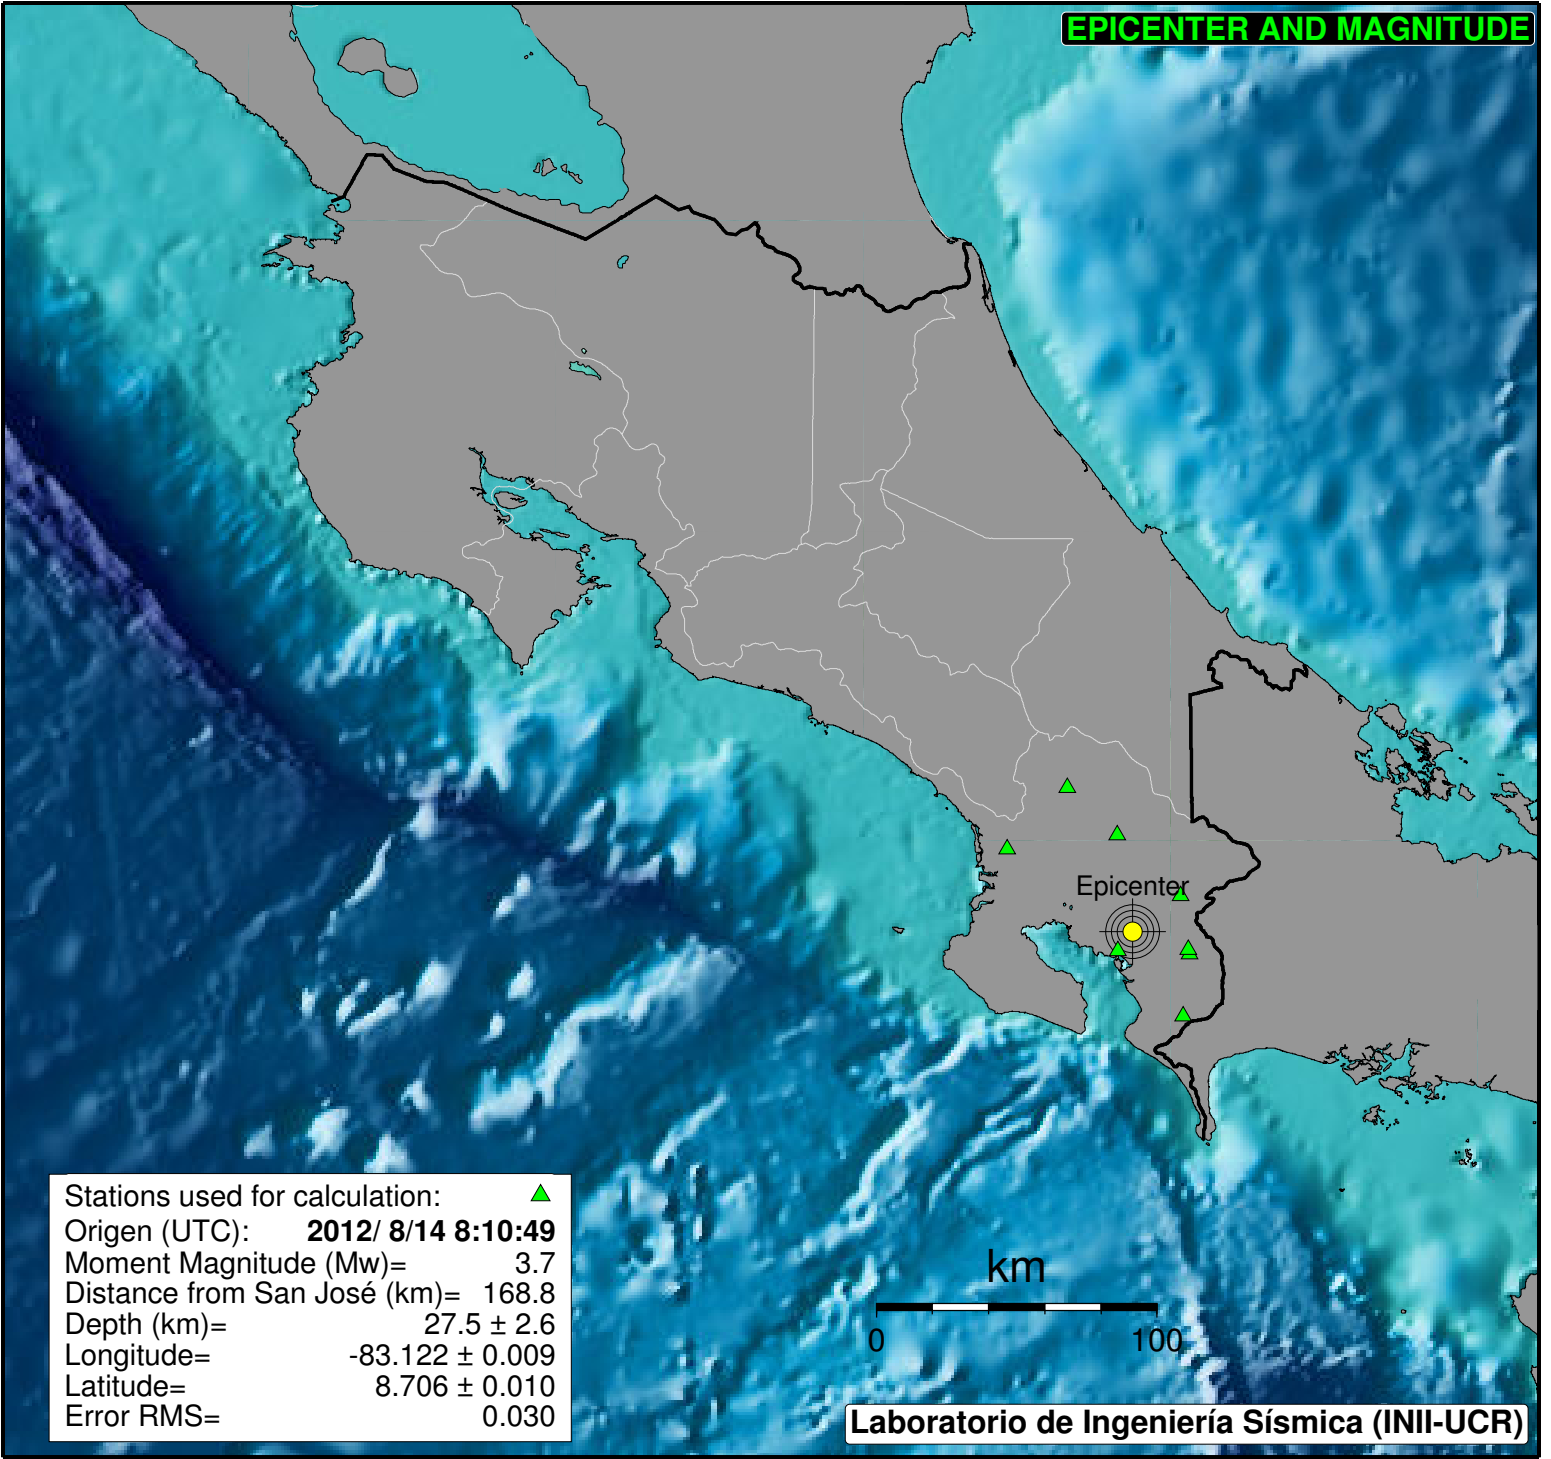 EPICENTER AND MAGNITUDE
Epicenter
Stations used for calculation:
Origen (UTC): 2012/ 8/14 8:10:49
Moment Magnitude (Mw)= 3.7
Distance from San José (km)= 168.8
Depth (km)= 27.5 ± 2.6
Longitude= -83.122 ± 0.009
Latitude= 8.706 ± 0.010
Error RMS= 0.030
km
0 100
Laboratorio de Ingeniería Sísmica (INII-UCR)